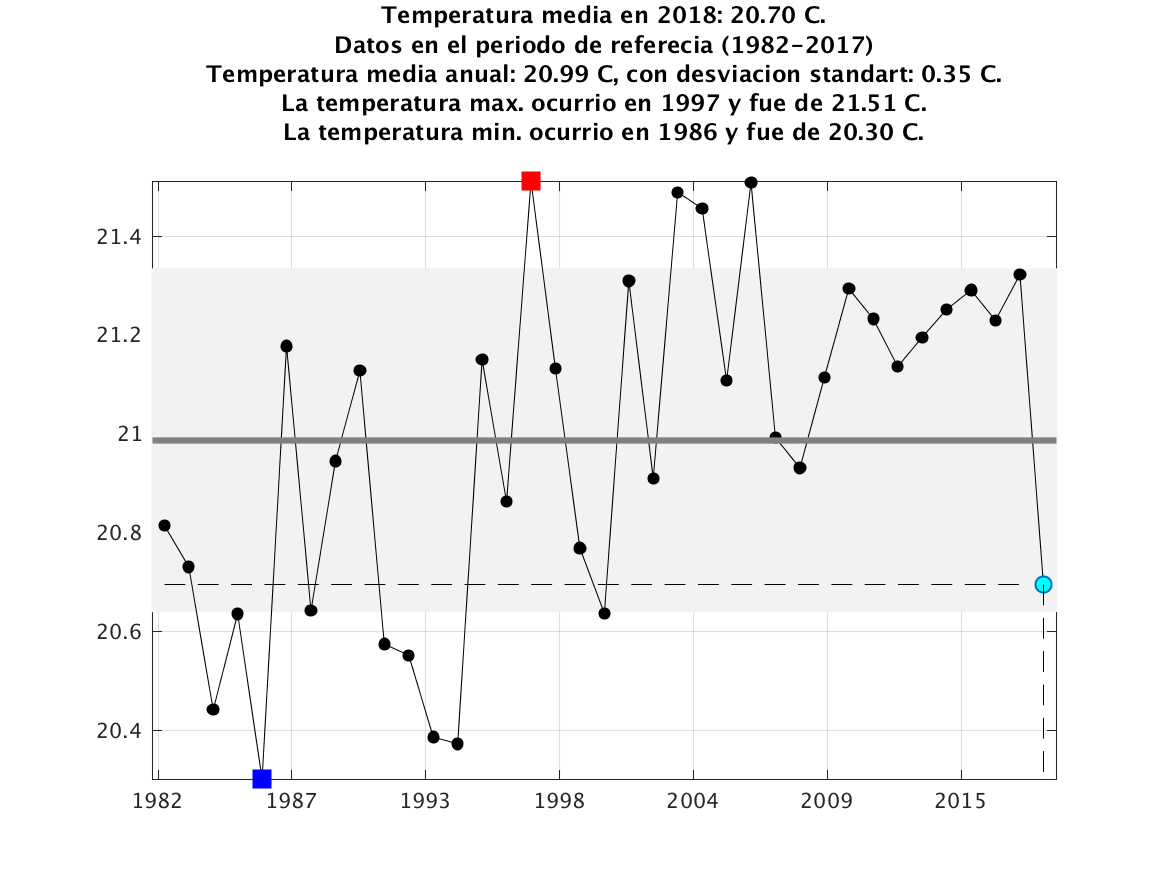 Temperatura media en 2018: 20.70 C.
Datos en el periodo de referecia (1982-2017)
Temperatura media anual: 20.99 C, con desviacion standart: 0.35 C.
La temperatura max. ocurrio en 1997 y fue de 21.51 C.
La temperatura min. ocurrio en 1986 y fue de 20.30 C.
21.4
21.2
21
20.8
20.6
20.4
1982 1987 1993 1998 2004 2009 2015